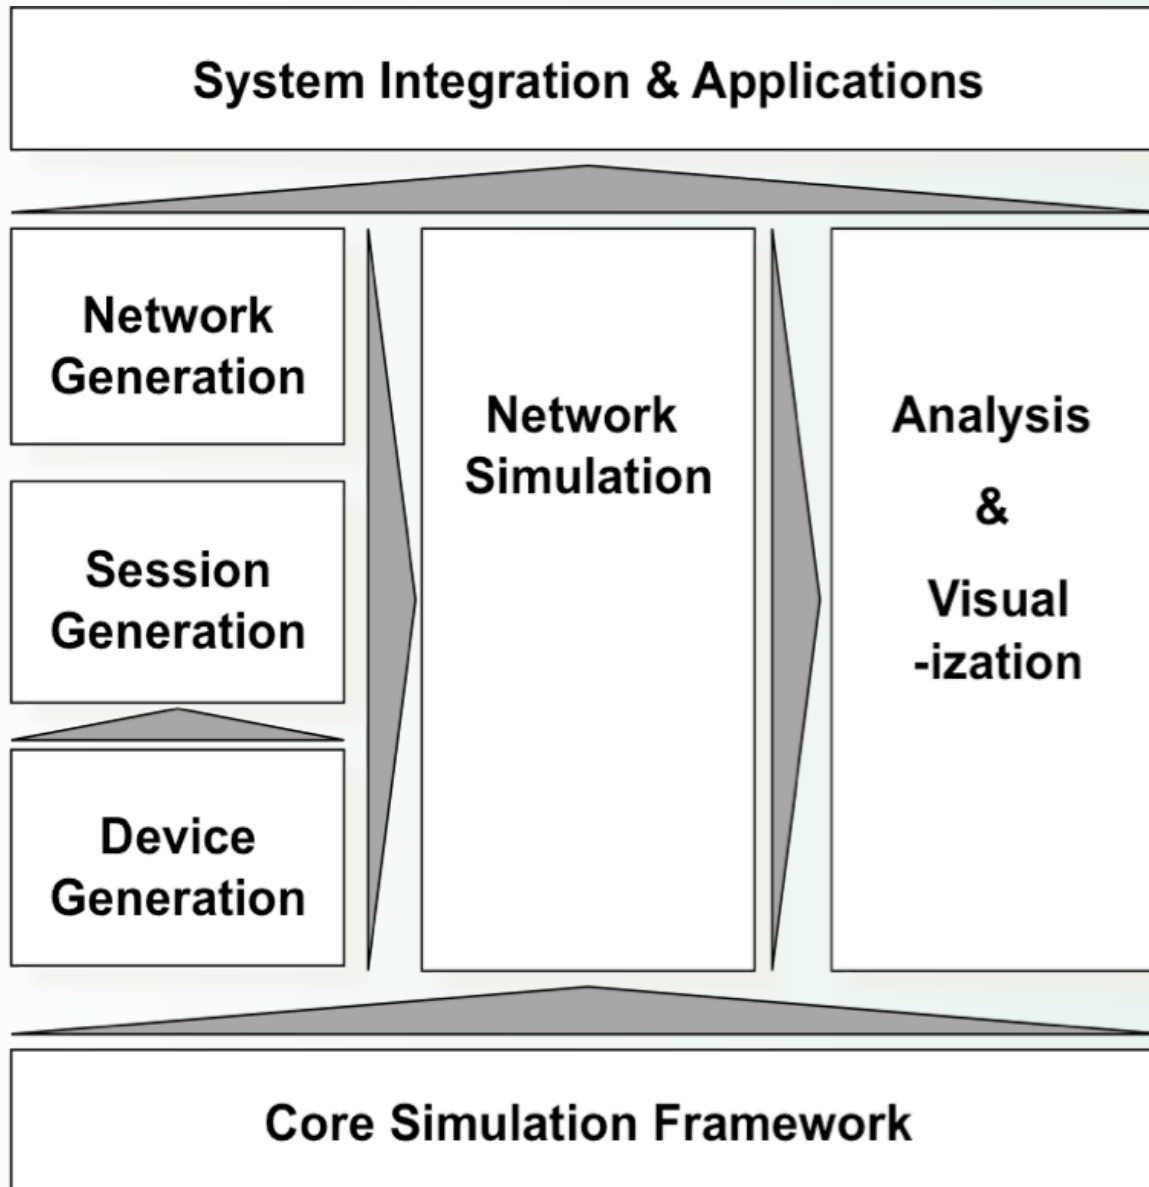 System Integration & Applications
Network
Generation
Session
Generation
Device
Generation
Network
Simulation
Analysis
&
Visual
-ization
Core Simulation Framework